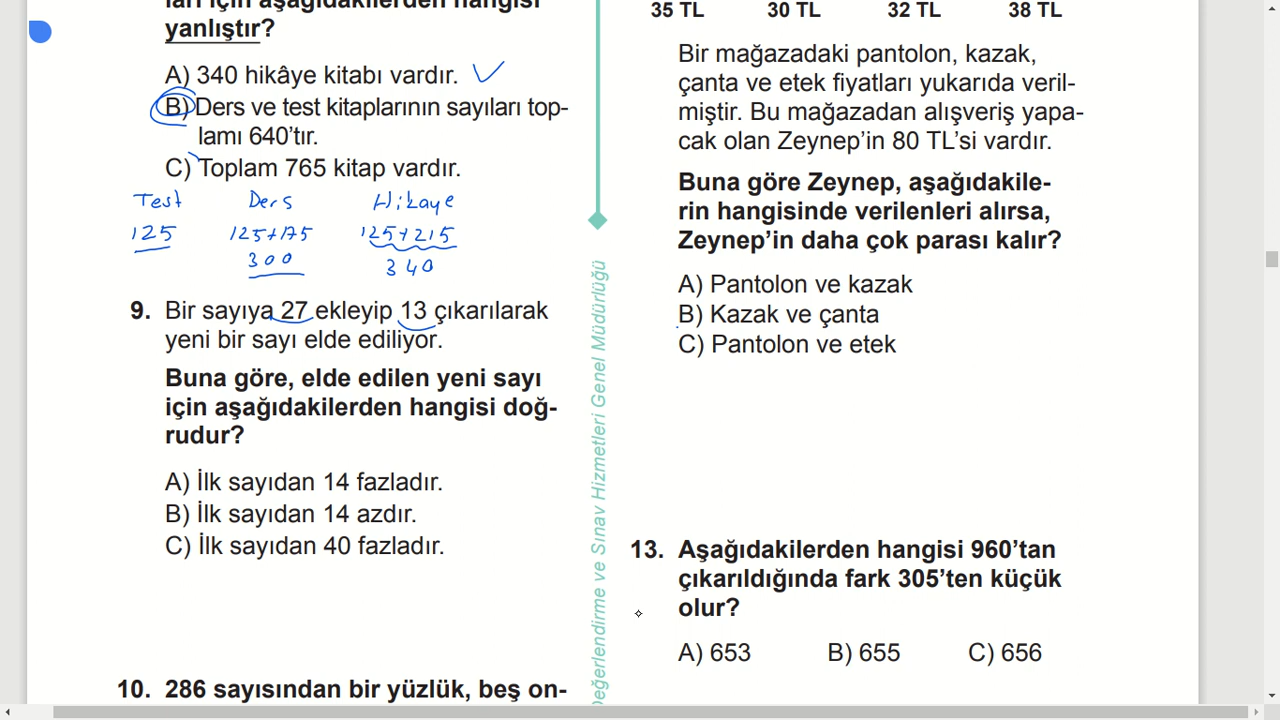 ları için aşağıdakilerden hangisi
yanlıştır?
A) 340 hikâye kitabı vardır.
B) Ders ve test kitaplarının sayıları top-
lamı 640’tır.
C) Toplam 765 kitap vardır.
Test Ders Hikaye
125 125+175 125+215
300 340
9. Bir sayıya 27 ekleyip 13 çıkarılarak
yeni bir sayı elde ediliyor.
Buna göre, elde edilen yeni sayı
için aşağıdakilerden hangisi doğ-
rudur?
A) İlk sayıdan 14 fazladır.
B) İlk sayıdan 14 azdır.
C) İlk sayıdan 40 fazladır.
10. 286 sayısından bir yüzlük, beş on-
Değerlendirme ve Sınav Hizmetleri Genel Müdürlüğü
35 TL 30 TL 32 TL 38 TL
Bir mağazadaki pantolon, kazak,
çanta ve etek fiyatları yukarıda veril-
miştir. Bu mağazadan alışveriş yapa-
cak olan Zeynep’in 80 TL’si vardır.
Buna göre Zeynep, aşağıdakile-
rin hangisinde verilenleri alırsa,
Zeynep’in daha çok parası kalır?
A) Pantolon ve kazak
B) Kazak ve çanta
C) Pantolon ve etek
13. Aşağıdakilerden hangisi 960’tan
çıkarıldığında fark 305’ten küçük
olur?
A) 653 B) 655 C) 656